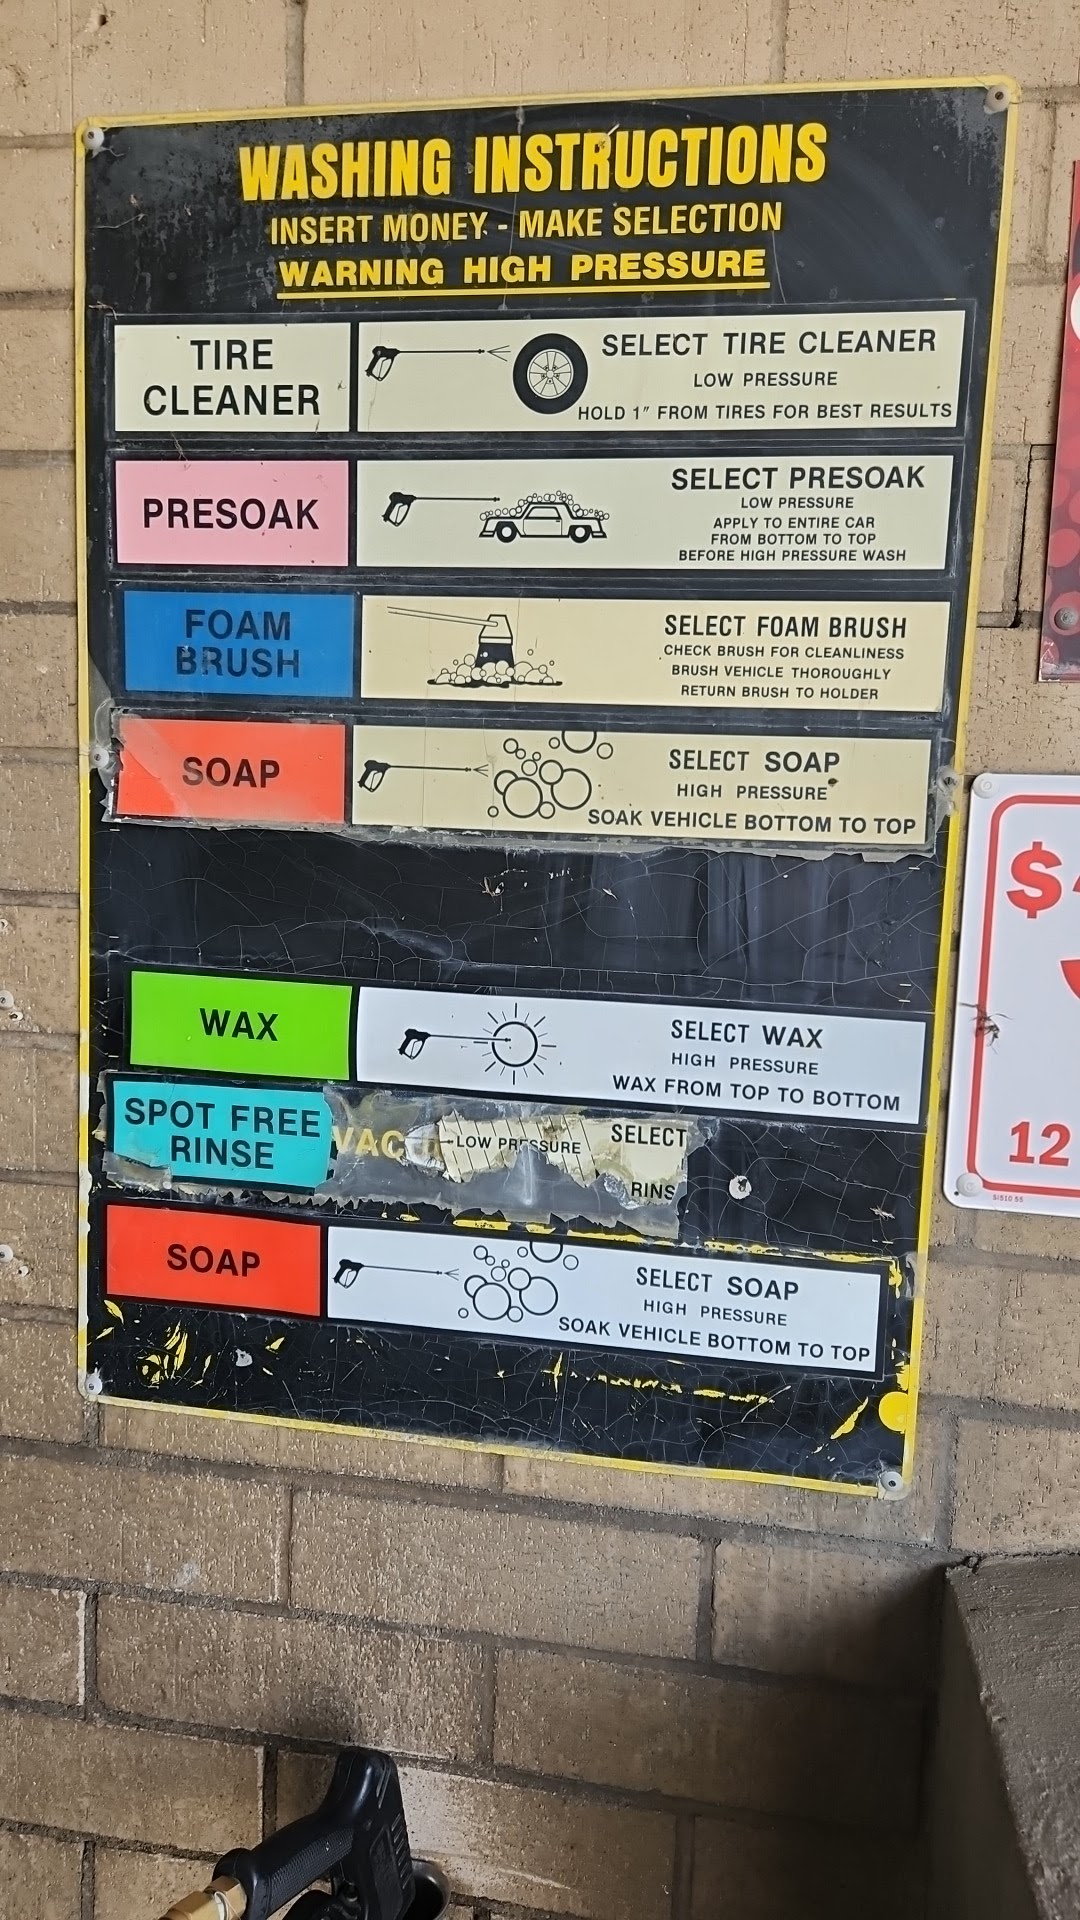 WASHING INSTRUCTIONS
INSERT MONEY - MAKE SELECTION
WARNING HIGH PRESSURE
TIRE
CLEANER
SELECT TIRE CLEANER
LOW PRESSURE
HOLD 1" FROM TIRES FOR BEST RESULTS
PRESOAK
SELECT PRESOAK
LOW PRESSURE
APPLY TO ENTIRE CAR
FROM BOTTOM TO TOP
BEFORE HIGH PRESSURE WASH
FOAM
BRUSH
SELECT FOAM BRUSH
CHECK BRUSH FOR CLEANLINESS
BRUSH VEHICLE THOROUGHLY
RETURN BRUSH TO HOLDER
SOAP
SELECT SOAP
HIGH PRESSURE
SOAK VEHICLE BOTTOM TO TOP
WAX
SELECT WAX
HIGH PRESSURE
WAX FROM TOP TO BOTTOM
SPOT FREE
RINSE
VAC
LOW PRESSURE
SELECT
RINS
SOAP
SELECT SOAP
HIGH PRESSURE
SOAK VEHICLE BOTTOM TO TOP
$
12